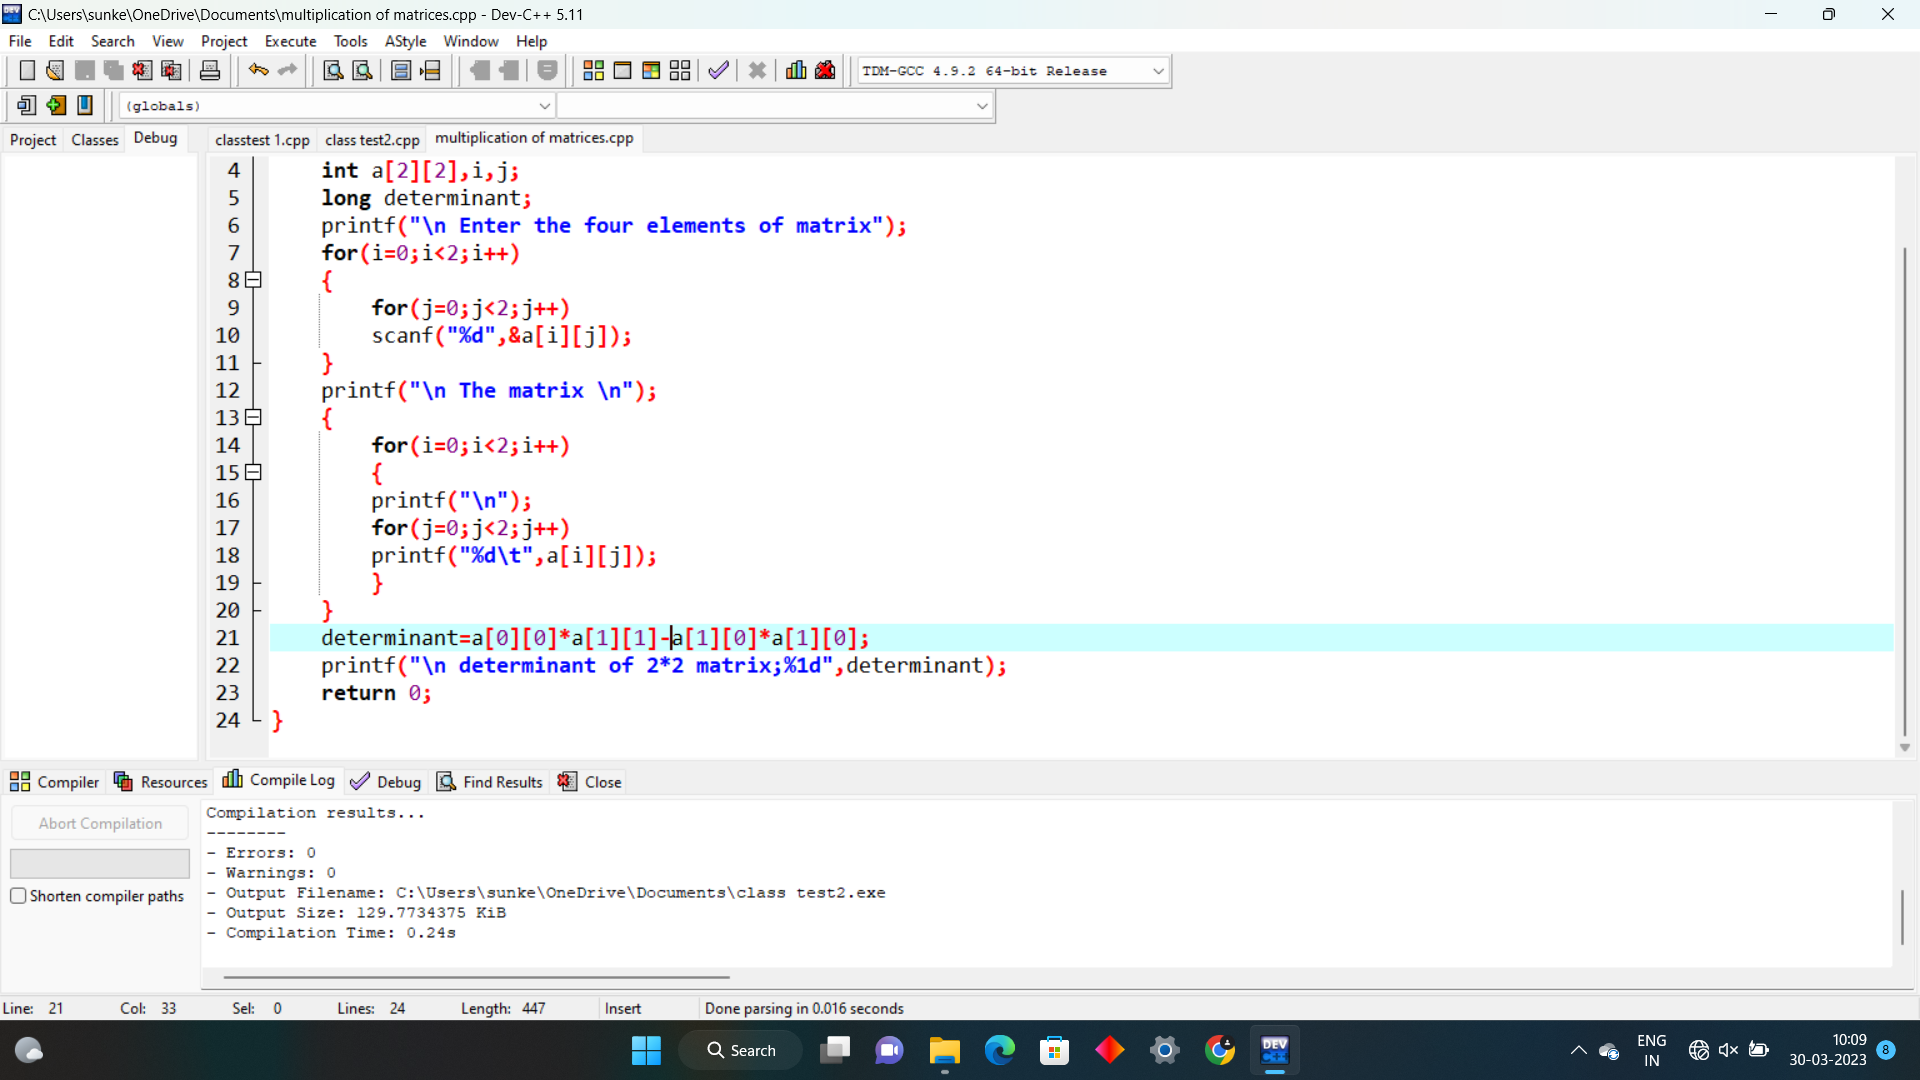 C:\Users\sunke\OneDrive\Documents\multiplication of matrices.cpp - Dev-C++ 5.11
File Edit Search View Project Execute Tools AStyle Window Help
TDM-GCC 4.9.2 64-bit Release
(globals)
Project Classes Debug classtest 1.cpp class test2.cpp multiplication of matrices.cpp
4 int a[2][2],i,j;
5 long determinant;
6 printf("\n Enter the four elements of matrix");
7 for(i=0;i<2;i++)
8 {
9 for(j=0;j<2;j++)
10 scanf("%d",&a[i][j]);
11 }
12 printf("\n The matrix \n");
13 {
14 for(i=0;i<2;i++)
15 {
16 printf("\n");
17 for(j=0;j<2;j++)
18 printf("%d\t",a[i][j]);
19 }
20 }
21 determinant=a[0][0]*a[1][1]-a[1][0]*a[1][0];
22 printf("\n determinant of 2*2 matrix;%1d",determinant);
23 return 0;
24 }
Compiler Resources Compile Log Debug Find Results Close
Abort Compilation
Shorten compiler paths
Compilation results...
--------
- Errors: 0
- Warnings: 0
- Output Filename: C:\Users\sunke\OneDrive\Documents\class test2.exe
- Output Size: 129.7734375 KiB
- Compilation Time: 0.24s
Line: 21 Col: 33 Sel: 0 Lines: 24 Length: 447 Insert Done parsing in 0.016 seconds
Search
DEV C++
ENG
IN
10:09
30-03-2023
8